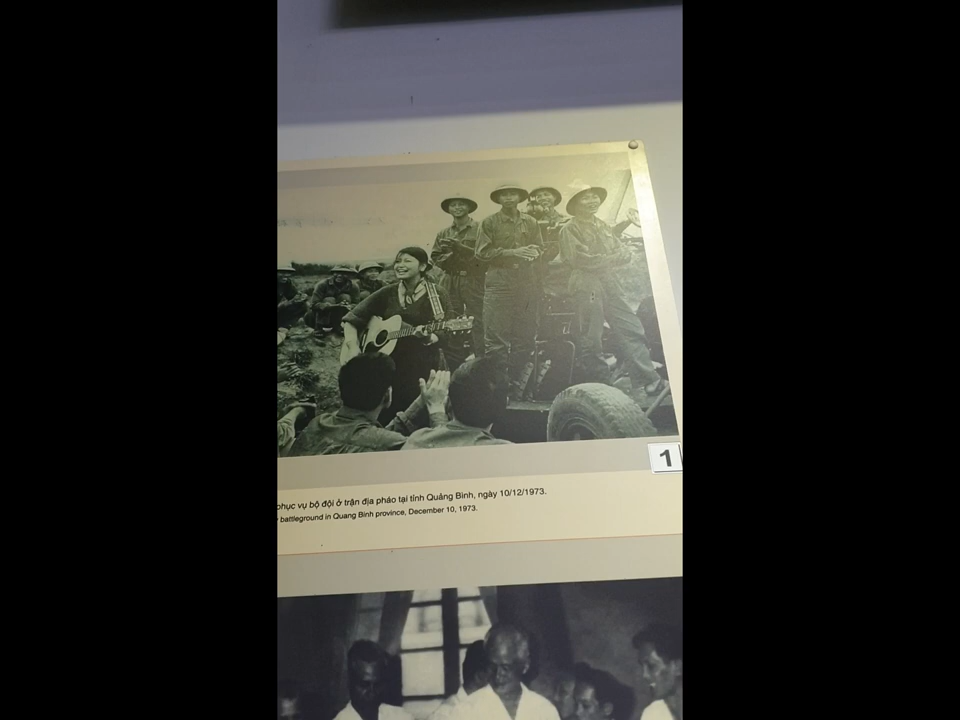 1
phục vụ bộ đội ở trận địa pháo tại tỉnh Quảng Bình, ngày 10/12/1973.
battleground in Quang Binh province, December 10, 1973.